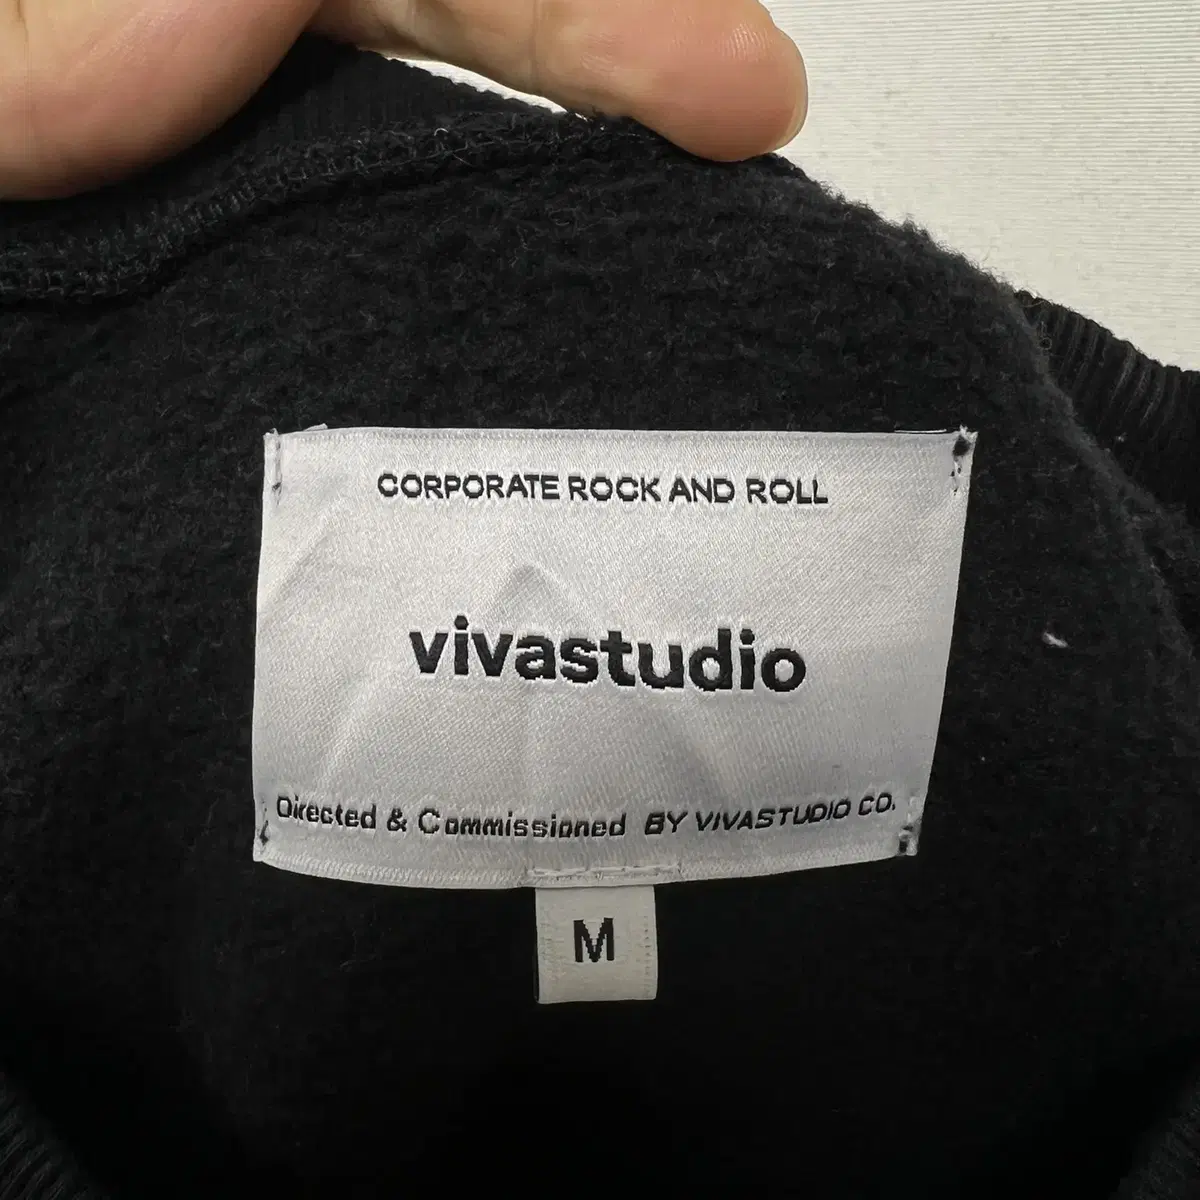 CORPORATE ROCK AND ROLL
vivastudio
Directed & Commissioned BY VIVASTUDIO CO.
M